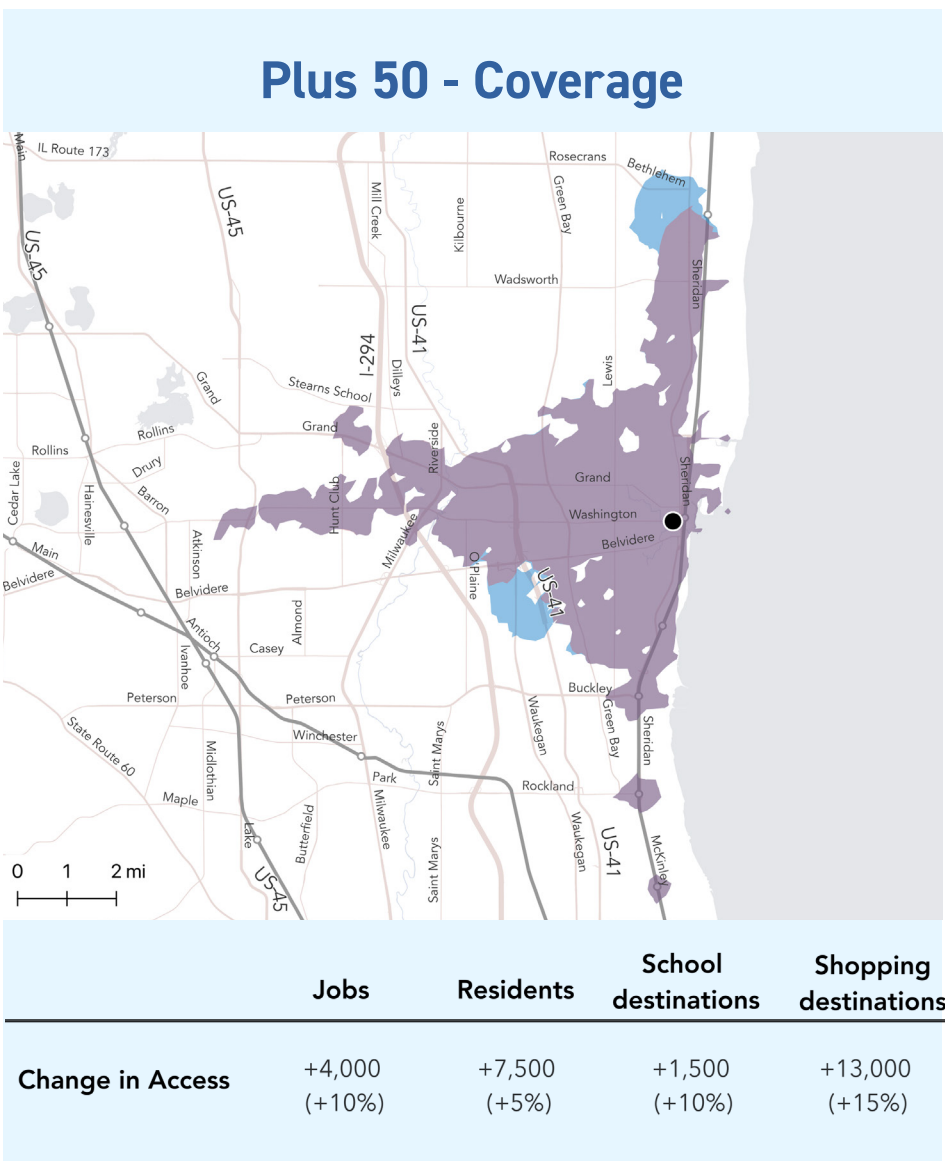 Plus 50 - Coverage
Main
IL Route 173
Rosecrans
Bethlehem
US-45
Mill Creek
Kilbourne
Green Bay
US-45
Wadsworth
Sheridan
US-41
I-294
Dilleys
Lewis
Stearns School
Grand
Grand
Riverside
Rollins
Rollins
Drury
Cedar Lake
Hainesville
Barron
Hunt Club
Grand
Sheridan
Washington
Belvidere
Milwaukee
Main
Atkinson
O'Plaine
US-41
Belvidere
Belvidere
Almond
Antioch
Casey
Ivanhoe
Peterson
Peterson
Buckley
Green Bay
Waukegan
Sheridan
State Route 60
Winchester
Midlothian
Saint Marys
Park
Rockland
Maple
Milwaukee
Butterfield
Lake
Waukegan
US-41
McKinley
Saint Marys
US-45
0 1 2 mi
Jobs Residents School destinations Shopping destinations
Change in Access +4,000 +7,500 +1,500 +13,000
(+10%) (+5%) (+10%) (+15%)